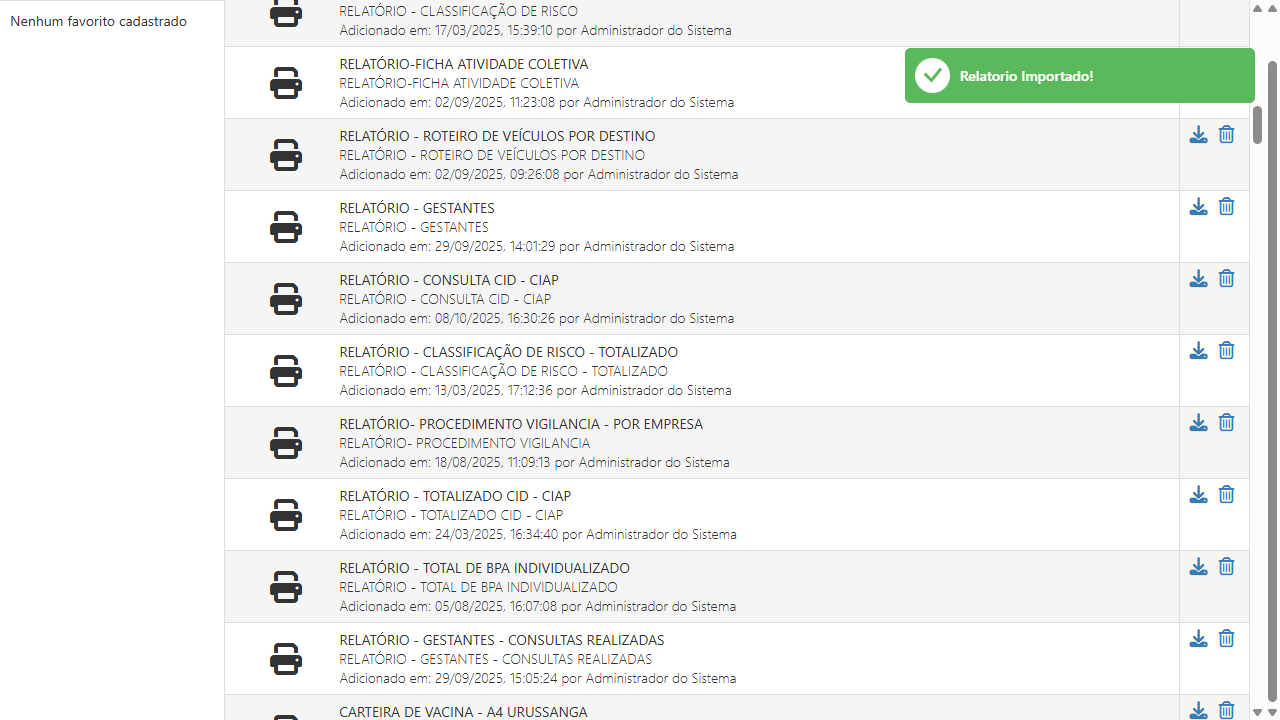 Nenhum favorito cadastrado
RELATÓRIO - CLASSIFICAÇÃO DE RISCO
Adicionado em: 17/03/2025, 15:39:10 por Administrador do Sistema
RELATÓRIO-FICHA ATIVIDADE COLETIVA
RELATÓRIO-FICHA ATIVIDADE COLETIVA
Adicionado em: 02/09/2025, 11:23:08 por Administrador do Sistema
Relatorio Importado!
RELATÓRIO - ROTEIRO DE VEÍCULOS POR DESTINO
RELATÓRIO - ROTEIRO DE VEÍCULOS POR DESTINO
Adicionado em: 02/09/2025, 09:26:08 por Administrador do Sistema
RELATÓRIO - GESTANTES
RELATÓRIO - GESTANTES
Adicionado em: 29/09/2025, 14:01:29 por Administrador do Sistema
RELATÓRIO - CONSULTA CID - CIAP
RELATÓRIO - CONSULTA CID - CIAP
Adicionado em: 08/10/2025, 16:30:26 por Administrador do Sistema
RELATÓRIO - CLASSIFICAÇÃO DE RISCO - TOTALIZADO
RELATÓRIO - CLASSIFICAÇÃO DE RISCO - TOTALIZADO
Adicionado em: 13/03/2025, 17:12:36 por Administrador do Sistema
RELATÓRIO- PROCEDIMENTO VIGILANCIA - POR EMPRESA
RELATÓRIO- PROCEDIMENTO VIGILANCIA
Adicionado em: 18/08/2025, 11:09:13 por Administrador do Sistema
RELATÓRIO - TOTALIZADO CID - CIAP
RELATÓRIO - TOTALIZADO CID - CIAP
Adicionado em: 24/03/2025, 16:34:40 por Administrador do Sistema
RELATÓRIO - TOTAL DE BPA INDIVIDUALIZADO
RELATÓRIO - TOTAL DE BPA INDIVIDUALIZADO
Adicionado em: 05/08/2025, 16:07:08 por Administrador do Sistema
RELATÓRIO - GESTANTES - CONSULTAS REALIZADAS
RELATÓRIO - GESTANTES - CONSULTAS REALIZADAS
Adicionado em: 29/09/2025, 15:05:24 por Administrador do Sistema
CARTEIRA DE VACINA - A4 URUSSANGA